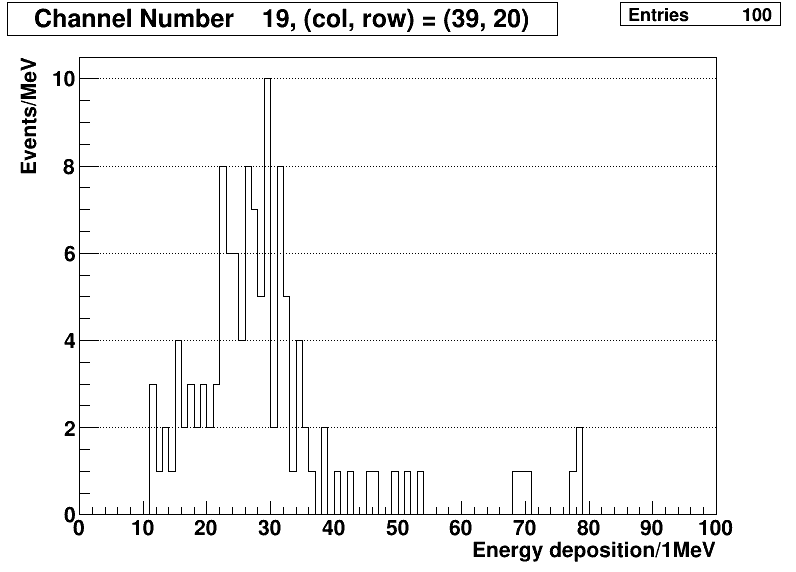 Channel Number 19, (col, row) = (39, 20)
Entries 100
Events/MeV
10
8
6
4
2
0
0 10 20 30 40 50 60 70 80 90 100
Energy deposition/1MeV